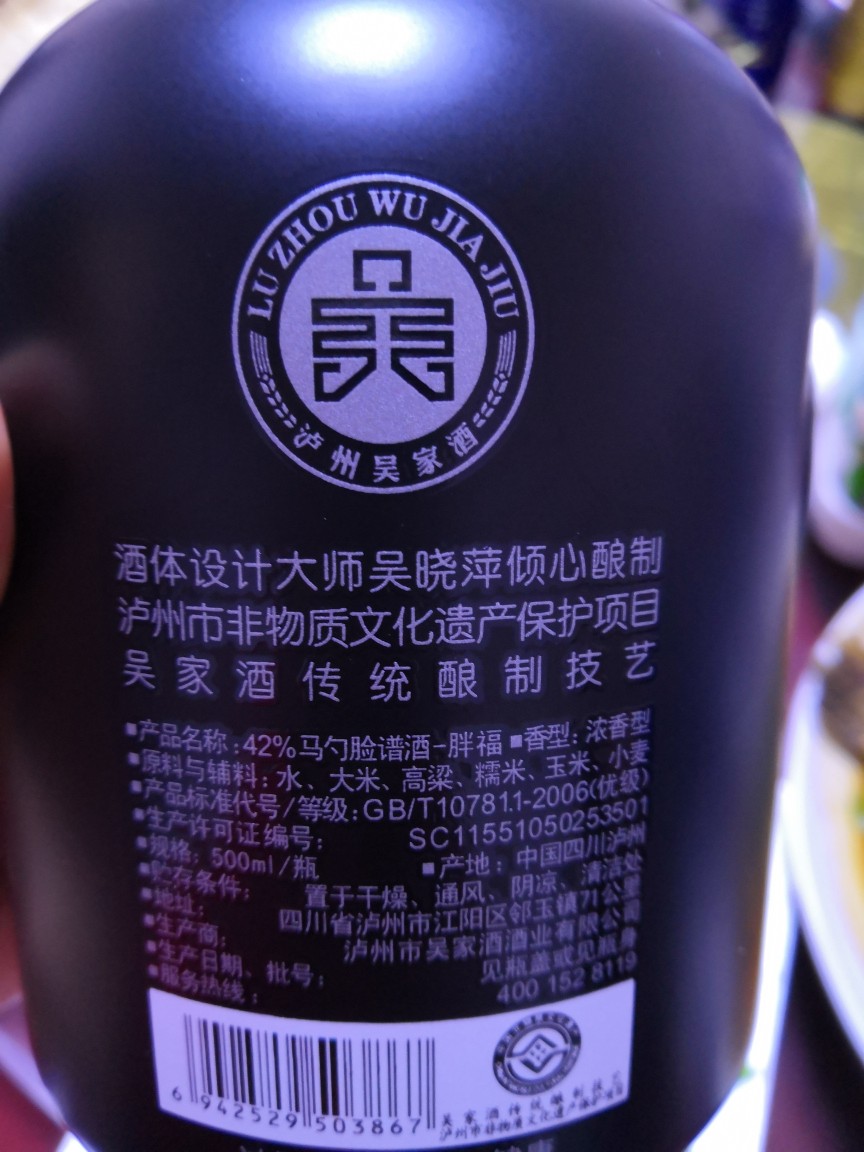 LU ZHOU WU JIA JIU
吴
泸州吴家酒
酒体设计大师吴晓萍倾心酿制
泸州市非物质文化遗产保护项目
吴家酒传统酿制技艺
■产品名称:42%马勺脸谱酒-胖福 ■香型:浓香型
■原料与辅料:水、大米、高粱、糯米、玉米、小麦
■产品标准代号/等级:GB/T10781.1-2006(优级)
■生产许可证编号: SC11551050253501
■规格:500ml/瓶 ■产地:中国四川泸州
■贮存条件: 置于干燥、通风、阴凉、清洁处
■地址: 四川省泸州市江阳区邻玉镇71公里
■生产商: 泸州市吴家酒酒业有限公司
■生产日期、批号: 见瓶盖或见瓶身
■服务热线: 400 152 8119
6 942529 503867
吴家酒传统酿制技艺
泸州市非物质文化遗产保护项目